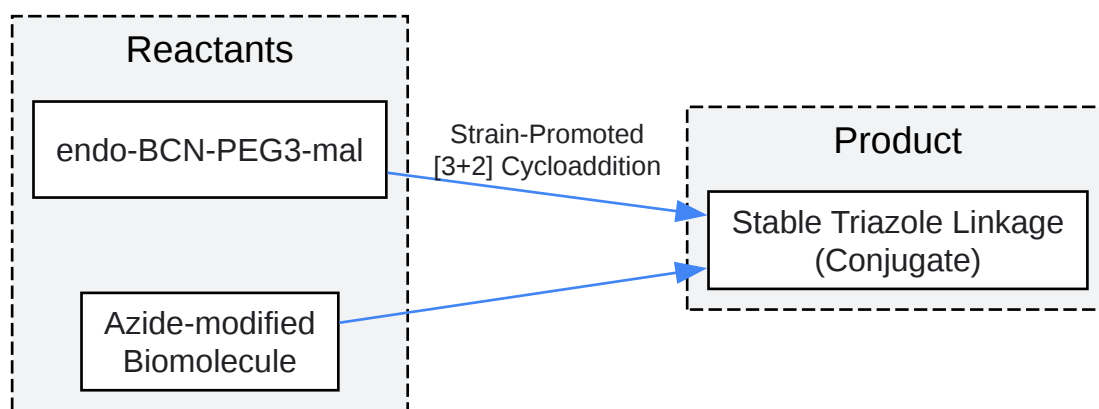 Reactants
endo-BCN-PEG3-mal
Strain-Promoted
[3+2] Cycloaddition
Product
Stable Triazole Linkage
(Conjugate)
Azide-modified
Biomolecule